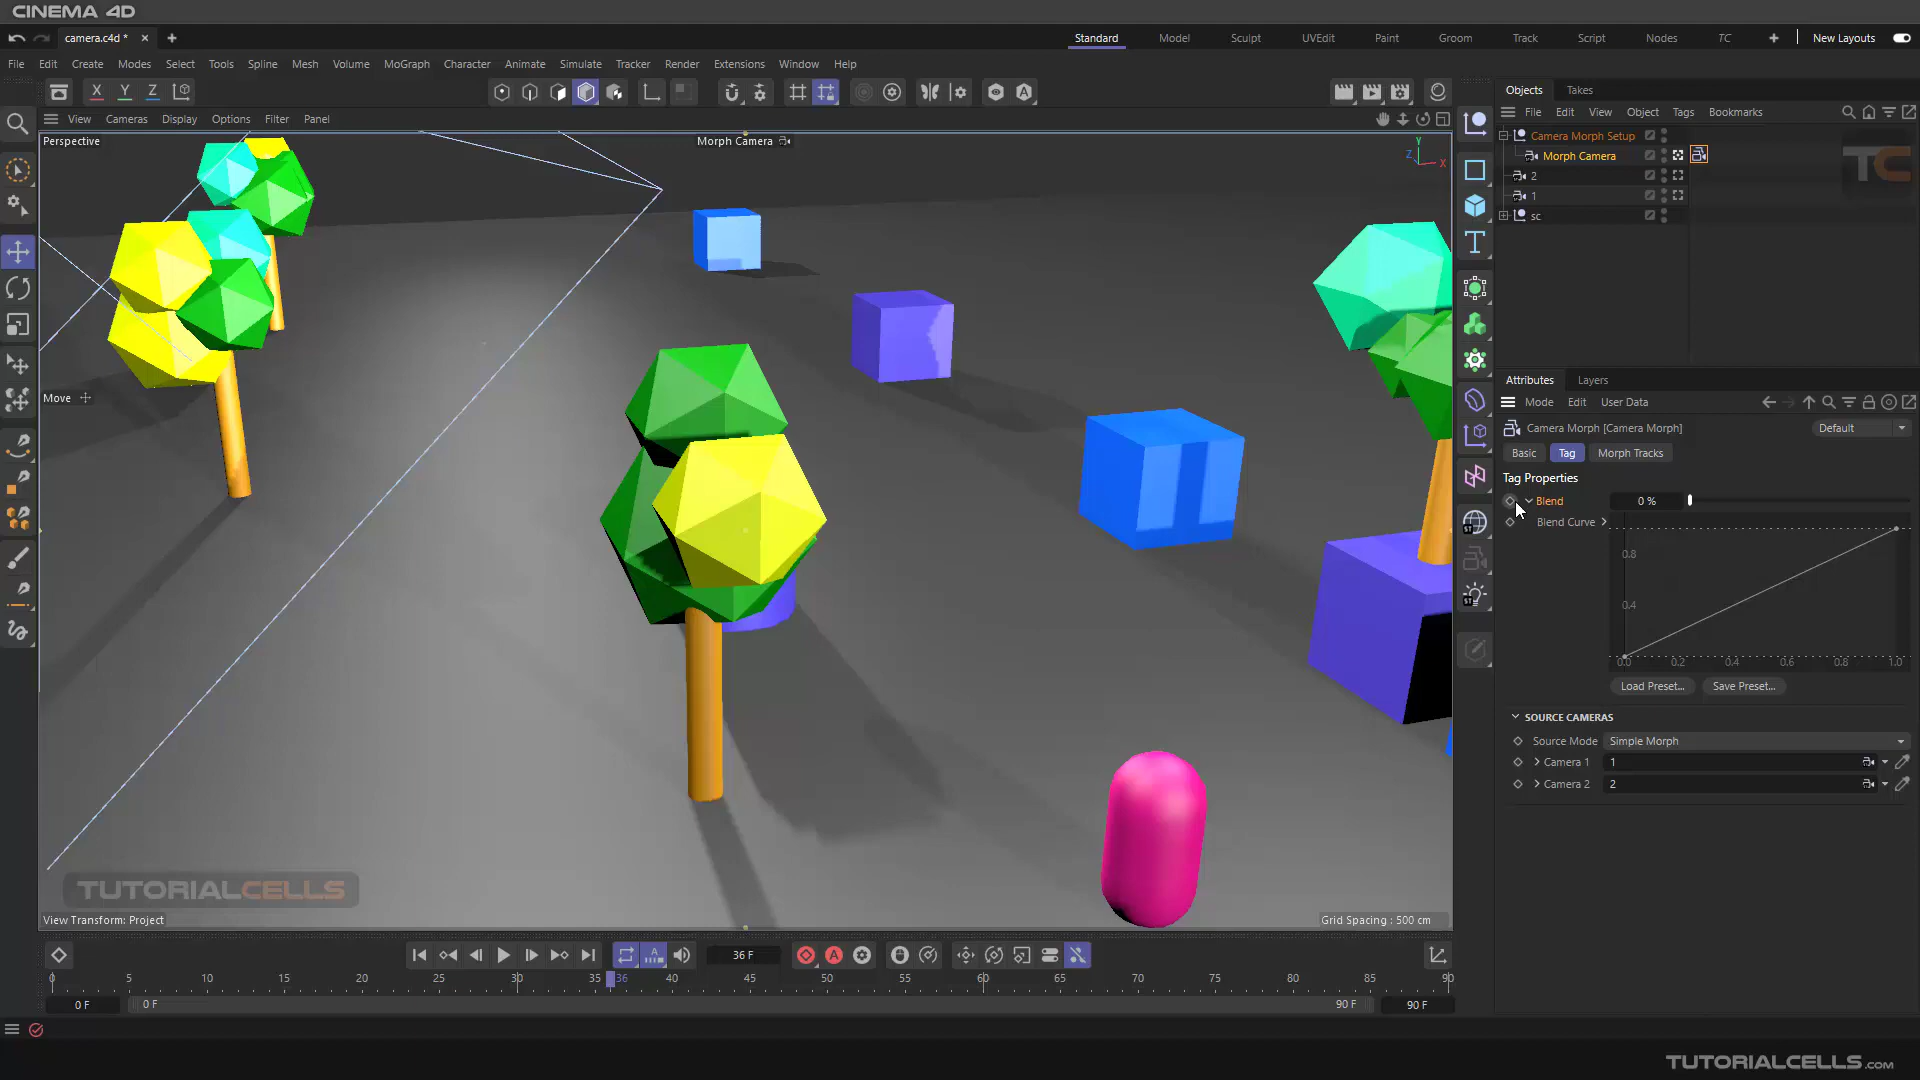 CINEMA 4D
camera.c4d *
Standard Model Sculpt UVEdit Paint Groom Track Script Nodes TC New Layouts
File Edit Create Modes Select Tools Spline Mesh Volume MoGraph Character Animate Simulate Tracker Render Extensions Window Help
X Y Z
Objects Takes
View Cameras Display Options Filter Panel
File Edit View Object Tags Bookmarks
Perspective
Morph Camera
Y
Z
X
Camera Morph Setup
Morph Camera
2
1
sc
TC
Move
Attributes Layers
Mode Edit User Data
Camera Morph [Camera Morph]
Default
Basic Tag Morph Tracks
Tag Properties
Blend 0 %
Blend Curve
0.8
0.4
0.0 0.2 0.4 0.6 0.8 1.0
Load Preset... Save Preset...
SOURCE CAMERAS
Source Mode Simple Morph
Camera 1 1
Camera 2 2
ST
ST
TUTORIALCELLS
View Transform: Project
Grid Spacing : 500 cm
A
36 F
A
0 5 10 15 20 25 30 35 36 40 45 50 55 60 65 70 75 80 85 90
0 F 0 F 90 F 90 F
TUTORIALCELLS.com